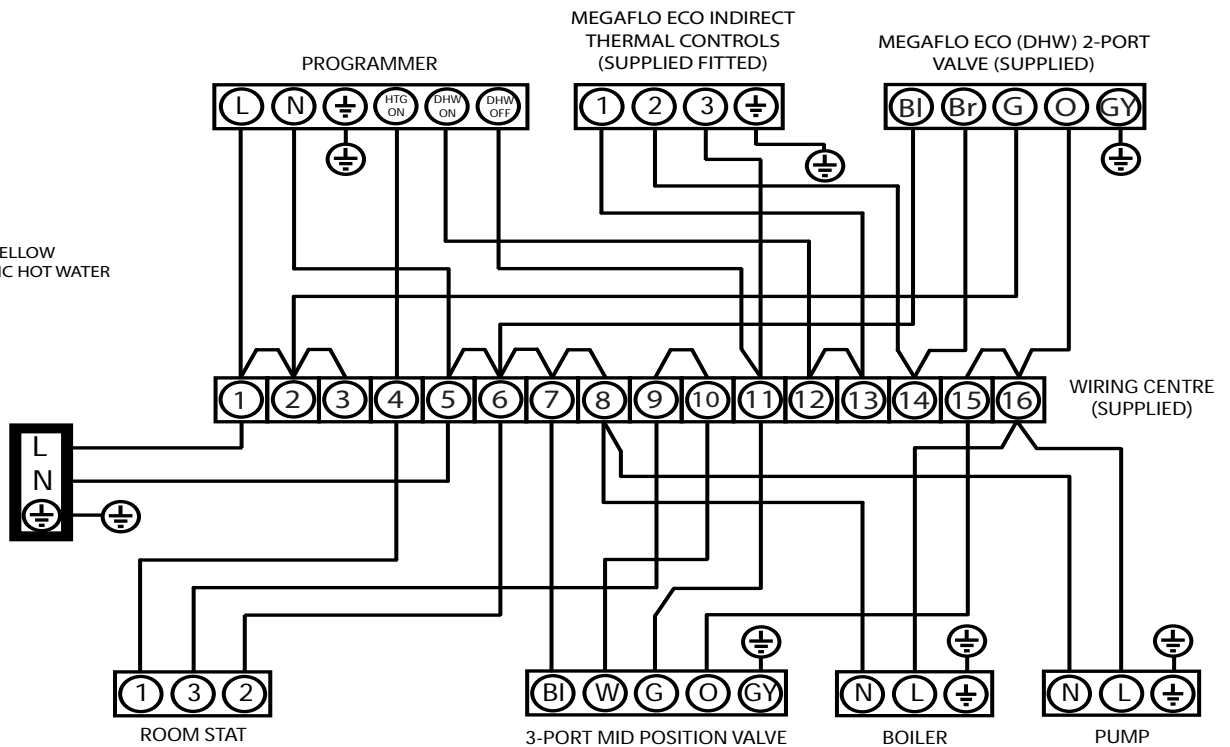 MEGAFLO ECO INDIRECT
THERMAL CONTROLS
(SUPPLIED FITTED)
MEGAFLO ECO (DHW) 2-PORT
VALVE (SUPPLIED)
PROGRAMMER
L N HTG ON DHW ON DHW OFF
1 2 3
Bl Br G O GY
ELLOW
IC HOT WATER
1 2 3 4 5 6 7 8 9 10 11 12 13 14 15 16
WIRING CENTRE
(SUPPLIED)
L
N
1 3 2
ROOM STAT
Bl W G O GY
3-PORT MID POSITION VALVE
N L
BOILER
N L
PUMP